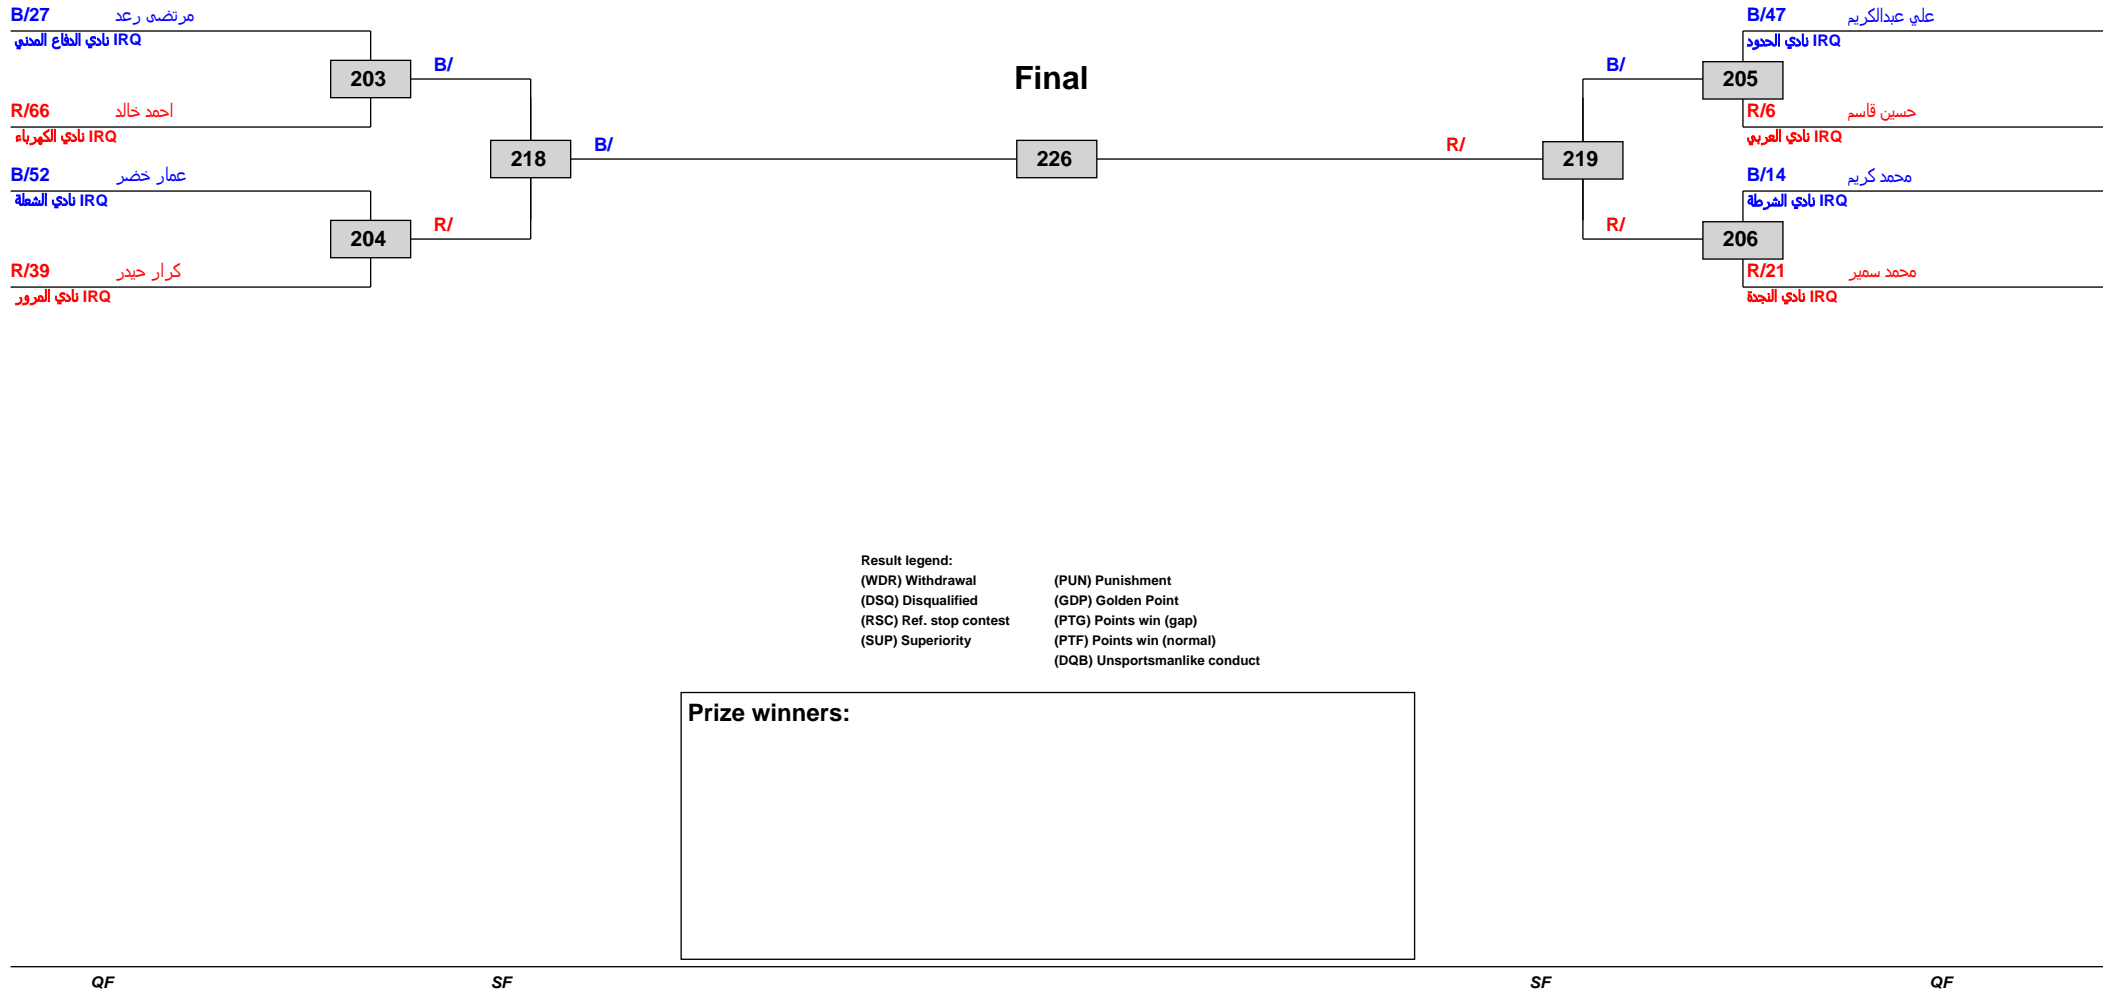 B/27 مرتضى رعد
IRQ نادي الدفاع المدني
203
B/
R/66 احمد خالد
IRQ نادي الكهرباء
B/52 عمار خضر
IRQ نادي الشعلة
204
R/
R/39 كرار حيدر
IRQ نادي المرور
218
B/
Final
226
R/
219
B/
R/
B/47 علي عبدالكريم
IRQ نادي الحدود
205
R/6 حسين قاسم
IRQ نادي العربي
B/14 محمد كريم
IRQ نادي الشرطة
206
R/21 محمد سمير
IRQ نادي النجدة
Result legend:
(WDR) Withdrawal (PUN) Punishment
(DSQ) Disqualified (GDP) Golden Point
(RSC) Ref. stop contest (PTG) Points win (gap)
(SUP) Superiority (PTF) Points win (normal)
(DQB) Unsportsmanlike conduct
Prize winners:
QF SF SF QF